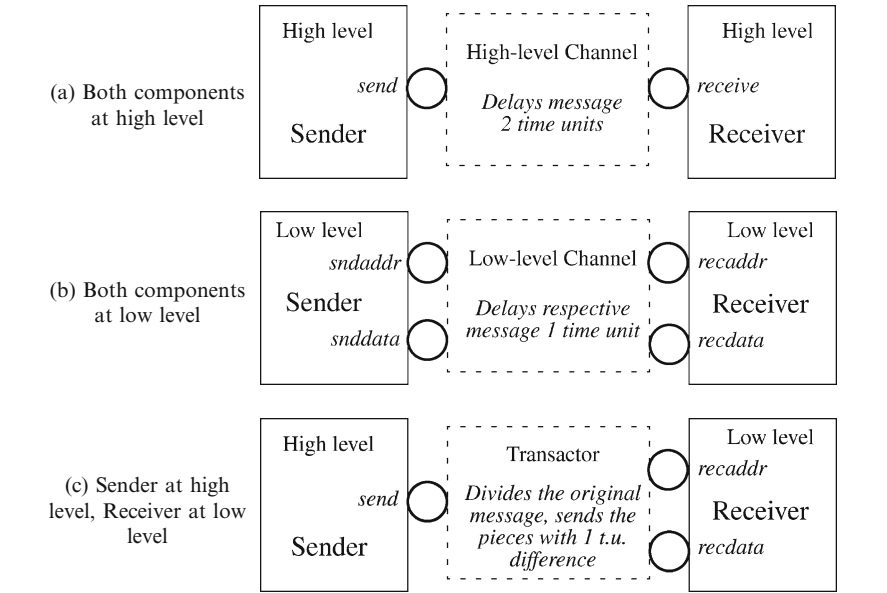 (a) Both components
at high level
High level
send
Sender
High-level Channel
Delays message
2 time units
High level
receive
Receiver
(b) Both components
at low level
Low level
sndaddr
Sender
snddata
Low-level Channel
Delays respective
message 1 time unit
Low level
recaddr
Receiver
recdata
(c) Sender at high
level, Receiver at low
level
High level
send
Sender
Transactor
Divides the original
message, sends the
pieces with 1 t.u.
difference
Low level
recaddr
Receiver
recdata